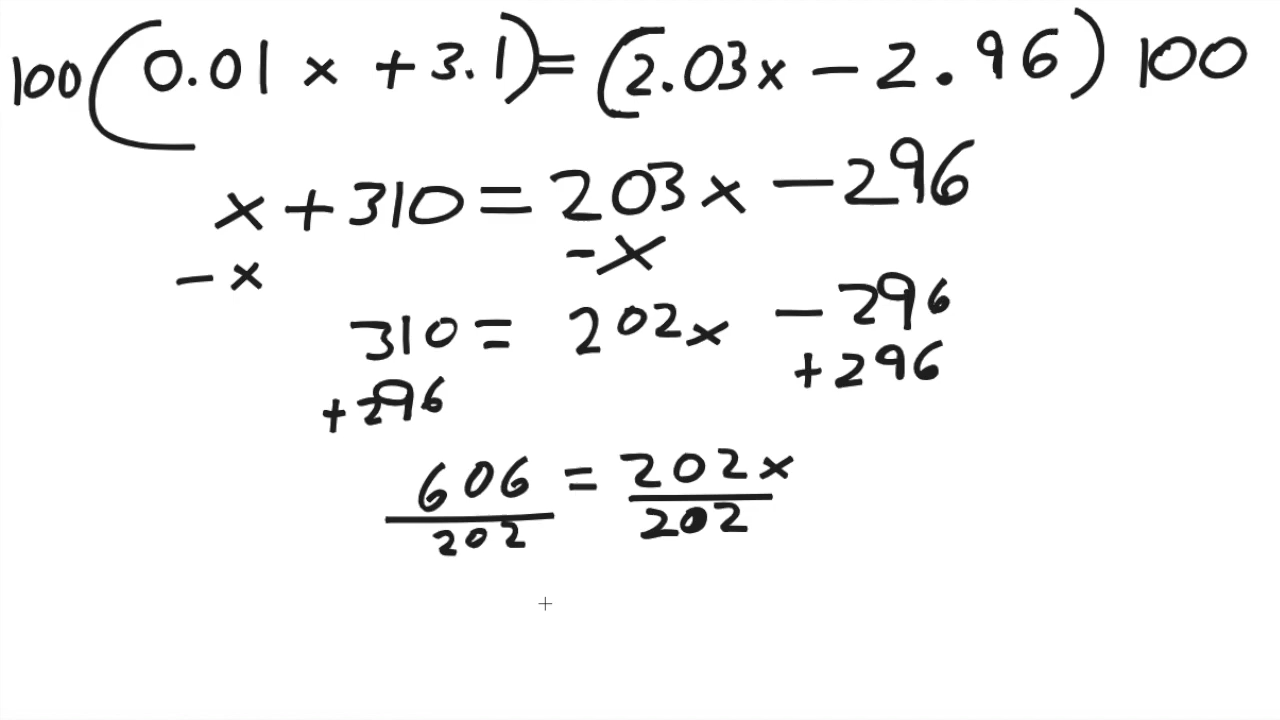 100(0.01x + 3.1) = (2.03x - 2.96)100
x + 310 = 203x - 296
- x - x
310 = 202x - 296
+ 296 + 296
606 = 202x
202 202